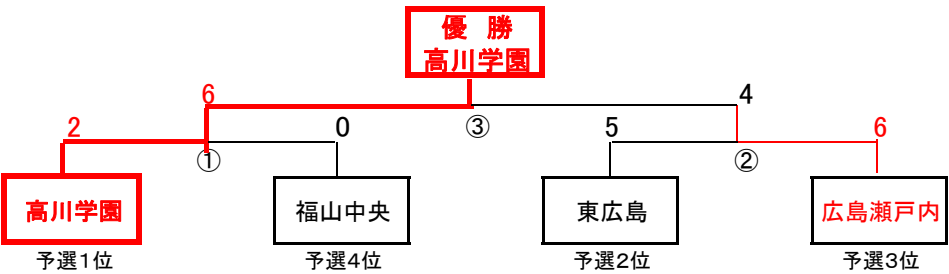 優 勝
高川学園
6
4
2
0
③
5
6
①
②
高川学園
福山中央
東広島
広島瀬戸内
予選１位
予選４位
予選２位
予選３位